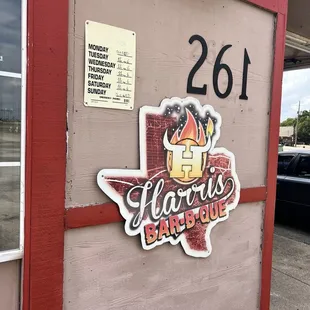 MONDAY
TUESDAY
WEDNESDAY
THURSDAY
FRIDAY
SATURDAY
SUNDAY
261
H
Harris
BAR-B-QUE